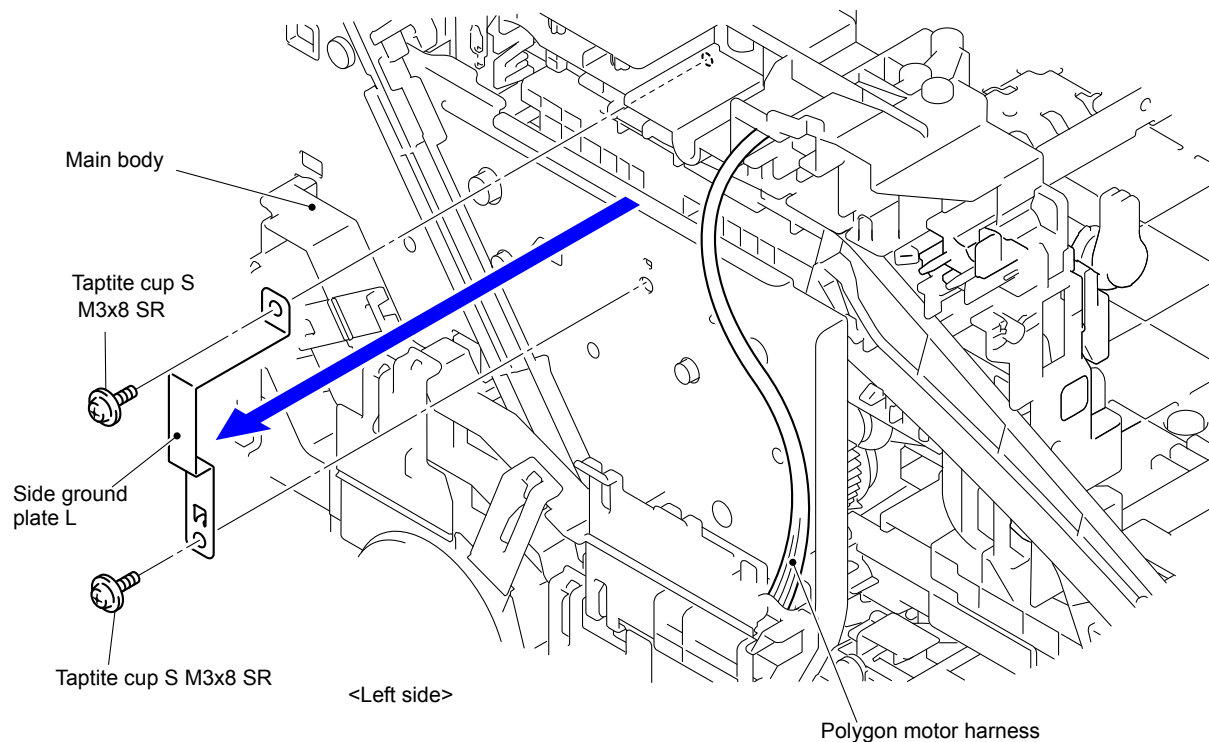 Main body
Taptite cup S
M3x8 SR
Side ground
plate L
Taptite cup S M3x8 SR
<Left side>
Polygon motor harness